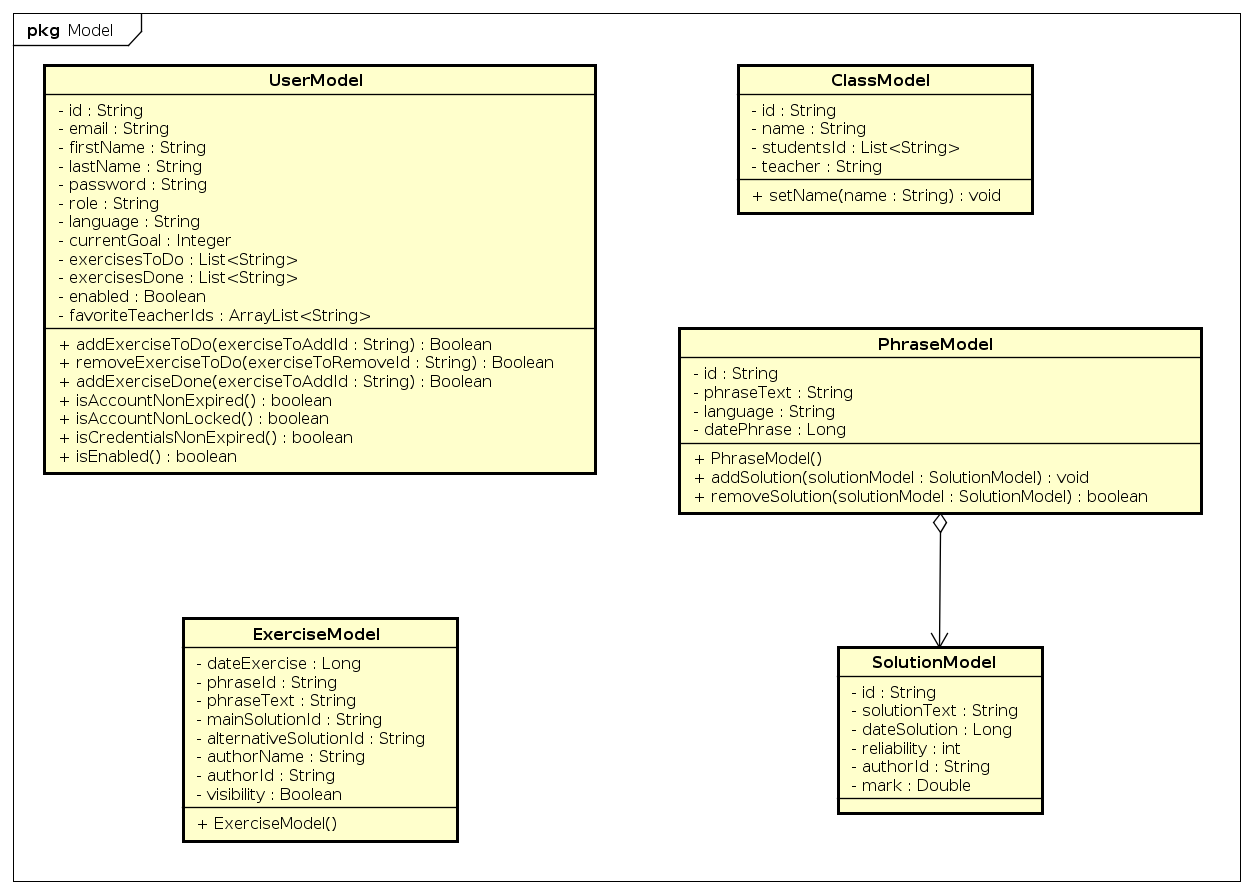 pkg Model
UserModel
- id : String
- email : String
- firstName : String
- lastName : String
- password : String
- role : String
- language : String
- currentGoal : Integer
- exercisesToDo : List<String>
- exercisesDone : List<String>
- enabled : Boolean
- favoriteTeacherIds : ArrayList<String>
+ addExerciseToDo(exerciseToAddId : String) : Boolean
+ removeExerciseToDo(exerciseToRemoveId : String) : Boolean
+ addExerciseDone(exerciseToAddId : String) : Boolean
+ isAccountNonExpired() : boolean
+ isAccountNonLocked() : boolean
+ isCredentialsNonExpired() : boolean
+ isEnabled() : boolean
ClassModel
- id : String
- name : String
- studentsId : List<String>
- teacher : String
+ setName(name : String) : void
PhraseModel
- id : String
- phraseText : String
- language : String
- datePhrase : Long
+ PhraseModel()
+ addSolution(solutionModel : SolutionModel) : void
+ removeSolution(solutionModel : SolutionModel) : boolean
ExerciseModel
- dateExercise : Long
- phraseId : String
- phraseText : String
- mainSolutionId : String
- alternativeSolutionId : String
- authorName : String
- authorId : String
- visibility : Boolean
+ ExerciseModel()
SolutionModel
- id : String
- solutionText : String
- dateSolution : Long
- reliability : int
- authorId : String
- mark : Double